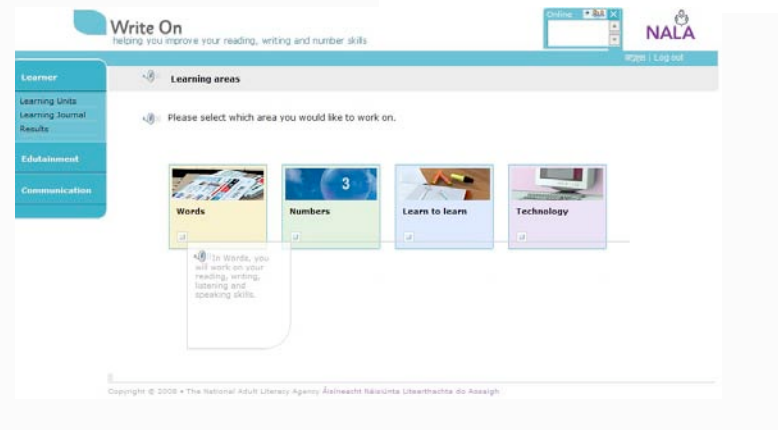 Write On
helping you improve your reading, writing and number skills
Online
NALA
| Log out
Learner
Learning areas
Learning Units
Learning Journal
Results
Please select which area you would like to work on.
Edutainment
Communication
3
Words
Numbers
Learn to learn
Technology
In Words, you
will work on your
reading, writing,
listening and
speaking skills.
Copyright © 2008 • The National Adult Literacy Agency Áisíneacht Náisiúnta Litearthachta do Aosaigh